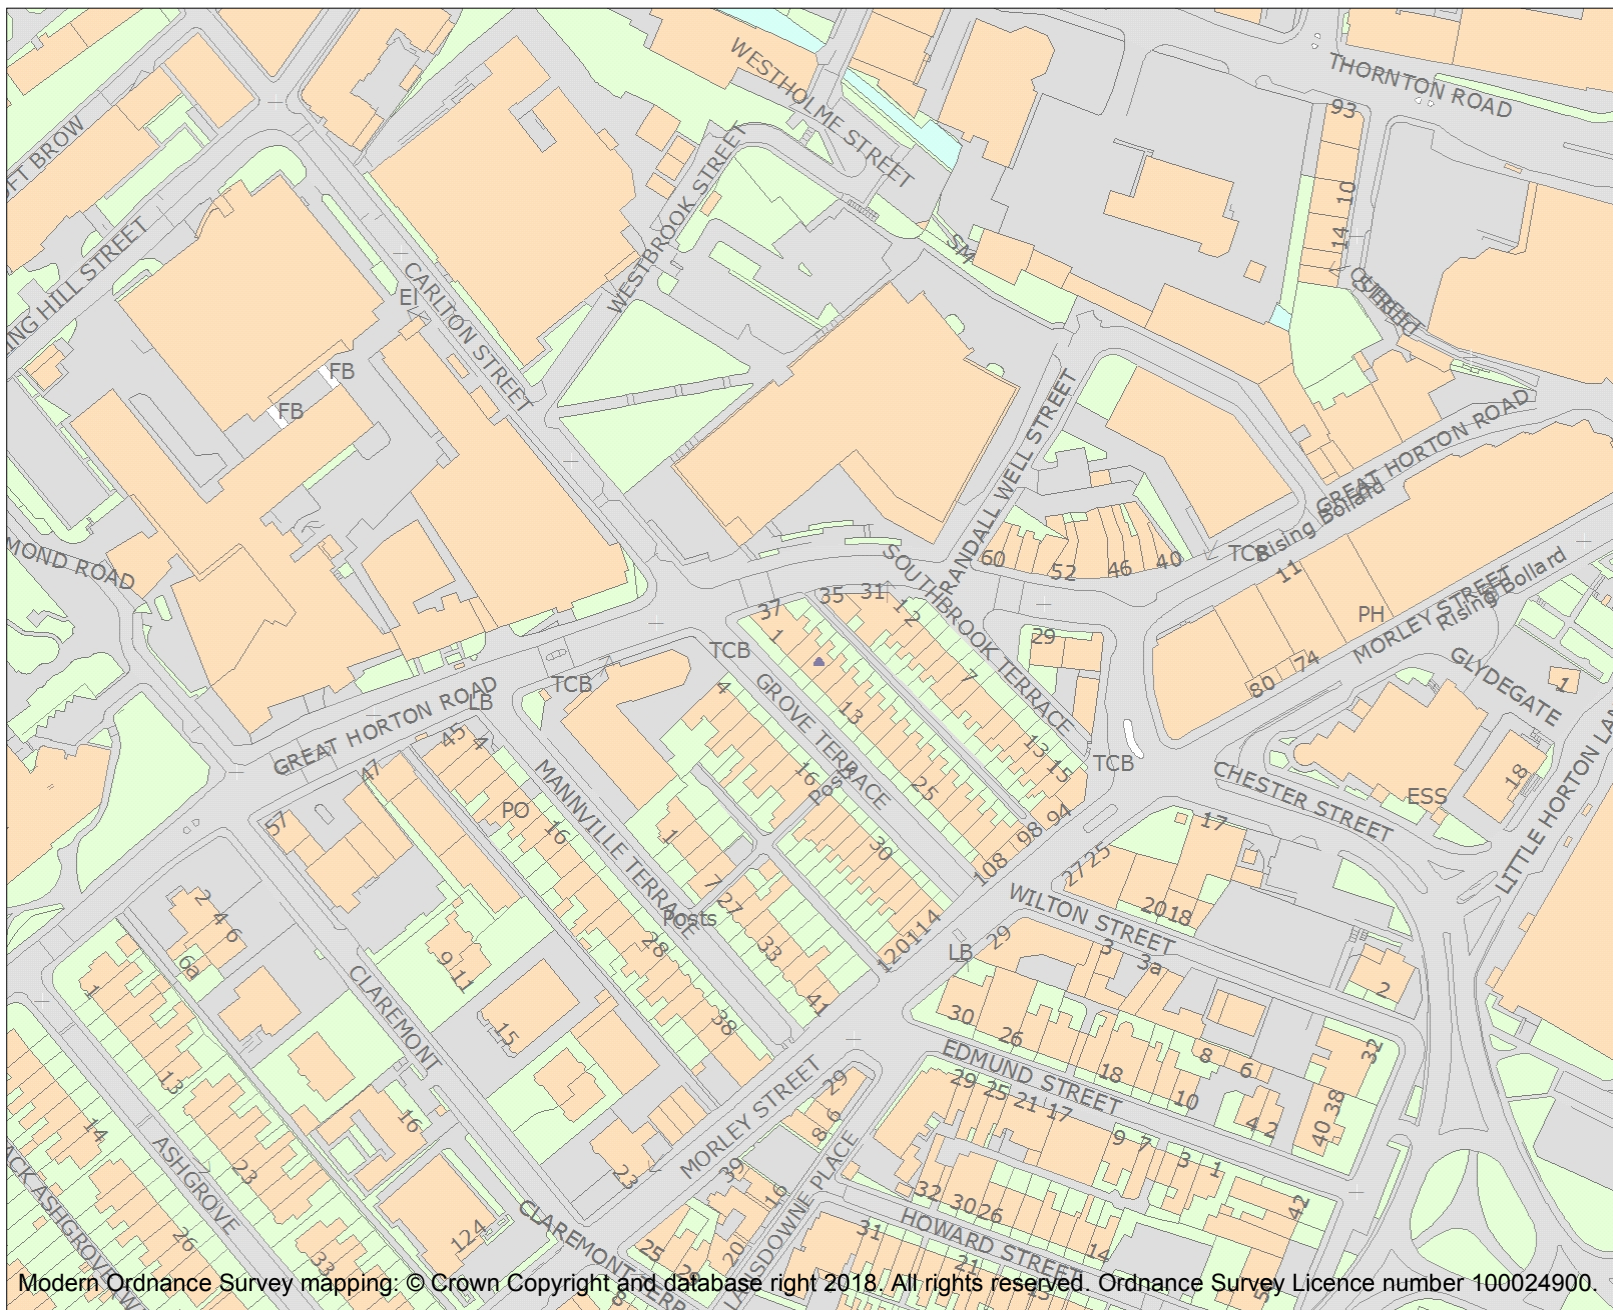 WESTHOLME STREET
THORNTON ROAD
93
OFT BROW
10
WESTBROOK STREET
14
ING HILL STREET
SM
CARLTON STREET
EI
FB
FB
RANDALL WELL STREET
GREAT HORTON ROAD
Rising Bollard
TCB
60
52
46
40
11
MOND ROAD
SOUTHBROOK TERRACE
MORLEY STREET
Rising Bollard
PH
37
35
31
1
2
1
29
TCB
GLYDEGATE
1
80
74
7
TCB
4
GROVE TERRACE
13
GREAT HORTON ROAD
LB
45
4
47
13
15
TCB
CHESTER STREET
LITTLE HORTON LAN
18
ESS
MANNVILLE TERRACE
16
Posts
25
PO
16
57
1
30
98
94
17
27
25
108
7
27
WILTON STREET
20
18
Posts
2
4
6
6a
28
33
114
120
LB
29
3
3a
9
11
CLAREMONT
1
2
41
38
30
26
15
EDMUND STREET
8
6
32
18
10
13
29
25
21
17
38
40
4
2
16
14
MORLEY STREET
29
6
8
9
7
3
1
ASHGROVE
23
23
39
16
LANSDOWNE PLACE
32
30
26
42
ACK ASHGROVE W
26
33
124
CLAREMONT TERR
25
20
31
HOWARD STREET
14
21
Modern Ordnance Survey mapping: © Crown Copyright and database right 2018. All rights reserved. Ordnance Survey Licence number 100024900.